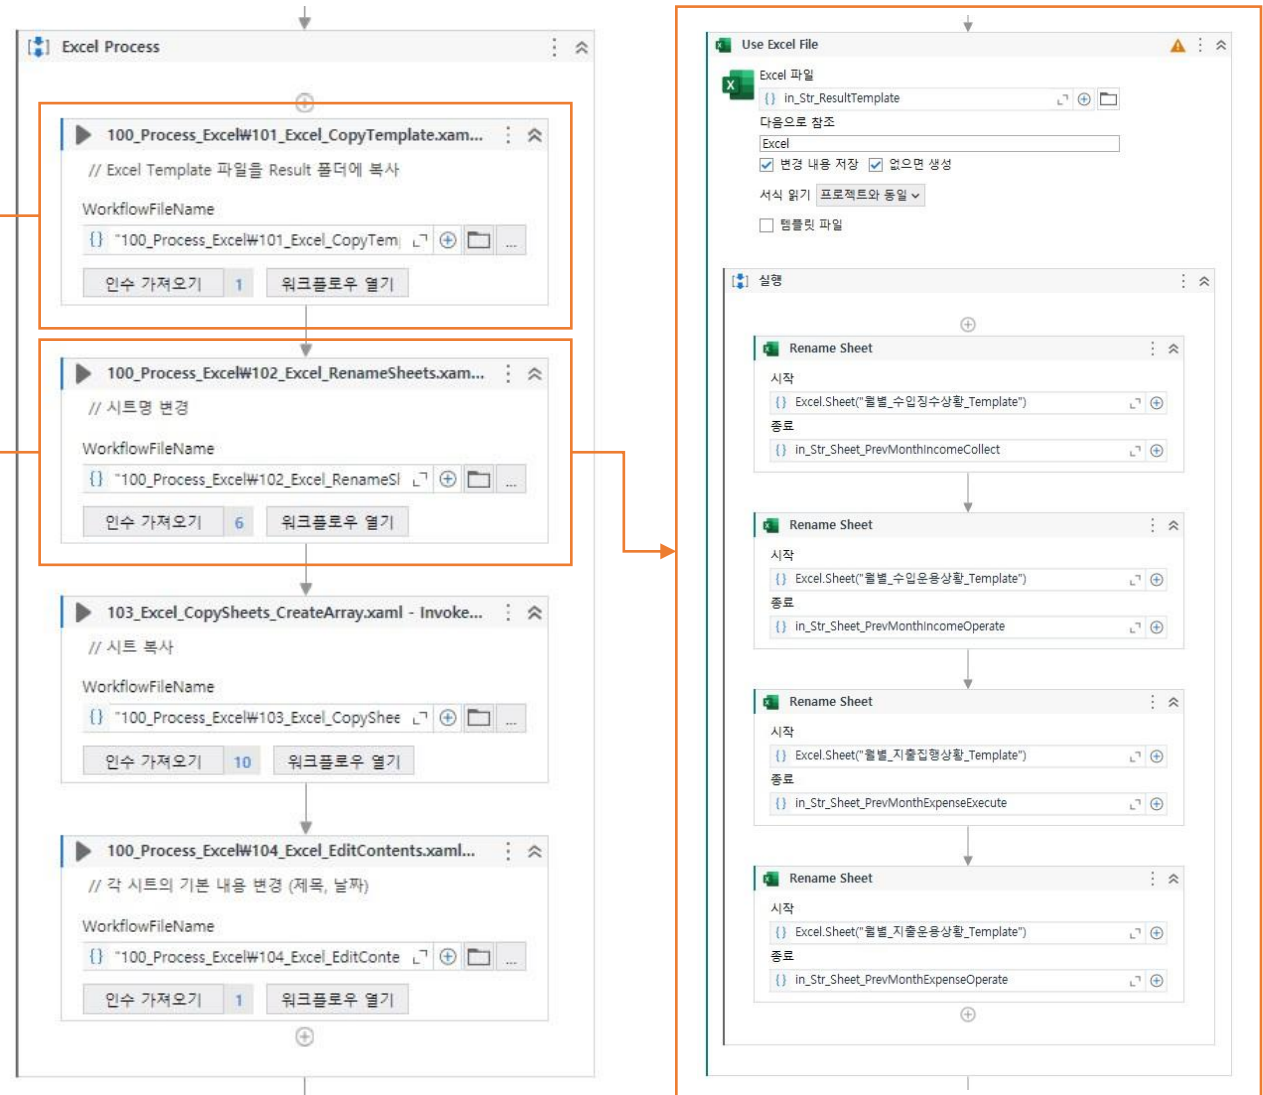 Excel Process
100_Process_Excel₩101_Excel_CopyTemplate.xam...
// Excel Template 파일을 Result 폴더에 복사
WorkflowFileName
"100_Process_Excel₩101_Excel_CopyTem
인수 가져오기 1 워크플로우 열기
100_Process_Excel₩102_Excel_RenameSheets.xam...
// 시트명 변경
WorkflowFileName
"100_Process_Excel₩102_Excel_RenameSl
인수 가져오기 6 워크플로우 열기
103_Excel_CopySheets_CreateArray.xaml - Invoke...
// 시트 복사
WorkflowFileName
"100_Process_Excel₩103_Excel_CopyShee
인수 가져오기 10 워크플로우 열기
100_Process_Excel₩104_Excel_EditContents.xaml...
// 각 시트의 기본 내용 변경 (제목, 날짜)
WorkflowFileName
"100_Process_Excel₩104_Excel_EditConte
인수 가져오기 1 워크플로우 열기
Use Excel File
Excel 파일
in_Str_ResultTemplate
다음으로 참조
Excel
변경 내용 저장 없으면 생성
서식 읽기 프로젝트와 동일
템플릿 파일
실행
Rename Sheet
시작
Excel.Sheet("월별_수입징수상황_Template")
종료
in_Str_Sheet_PrevMonthIncomeCollect
Rename Sheet
시작
Excel.Sheet("월별_수입운용상황_Template")
종료
in_Str_Sheet_PrevMonthIncomeOperate
Rename Sheet
시작
Excel.Sheet("월별_지출집행상황_Template")
종료
in_Str_Sheet_PrevMonthExpenseExecute
Rename Sheet
시작
Excel.Sheet("월별_지출운용상황_Template")
종료
in_Str_Sheet_PrevMonthExpenseOperate